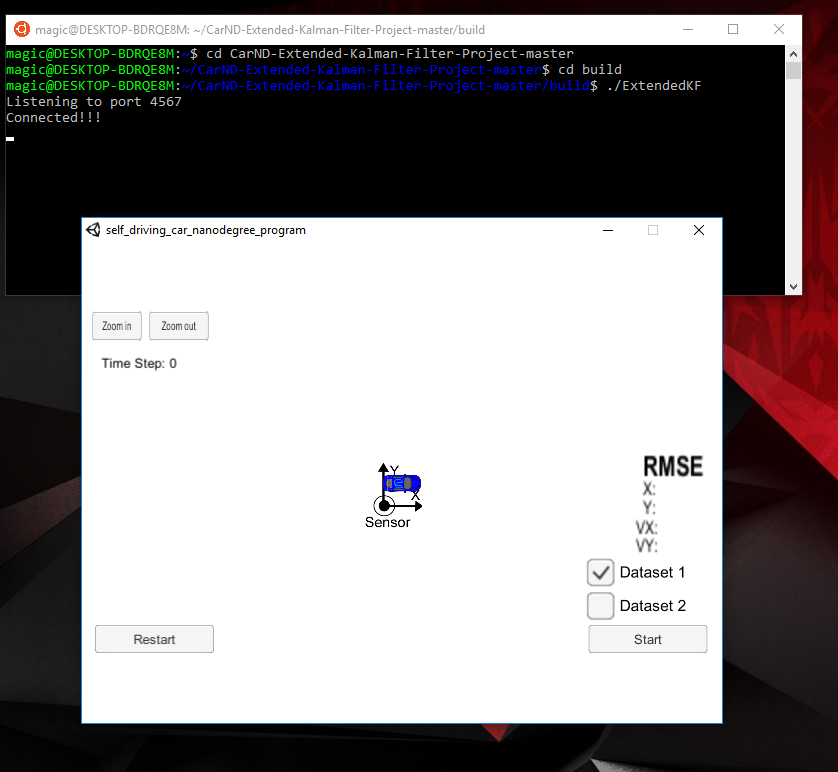 magic@DESKTOP-BDRQE8M: ~/CarND-Extended-Kalman-Filter-Project-master/build
magic@DESKTOP-BDRQE8M:~$ cd CarND-Extended-Kalman-Filter-Project-master
magic@DESKTOP-BDRQE8M:~/CarND-Extended-Kalman-Filter-Project-master$ cd build
magic@DESKTOP-BDRQE8M:~/CarND-Extended-Kalman-Filter-Project-master/build$ ./ExtendedKF
Listening to port 4567
Connected!!!
self_driving_car_nanodegree_program
Zoom in Zoom out
Time Step: 0
Y
X
Sensor
RMSE
X:
Y:
VX:
VY:
Dataset 1
Dataset 2
Restart Start